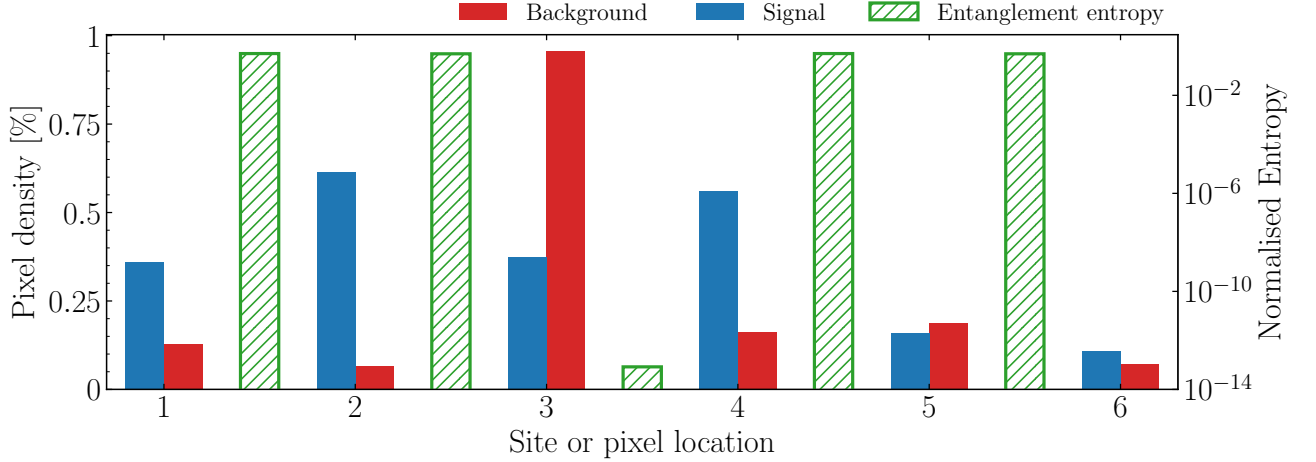 Background Signal Entanglement entropy
Pixel density [%]
1
0.75
0.5
0.25
0
10⁻²
10⁻⁶
10⁻¹⁰
10⁻¹⁴
Normalised Entropy
1 2 3 4 5 6
Site or pixel location